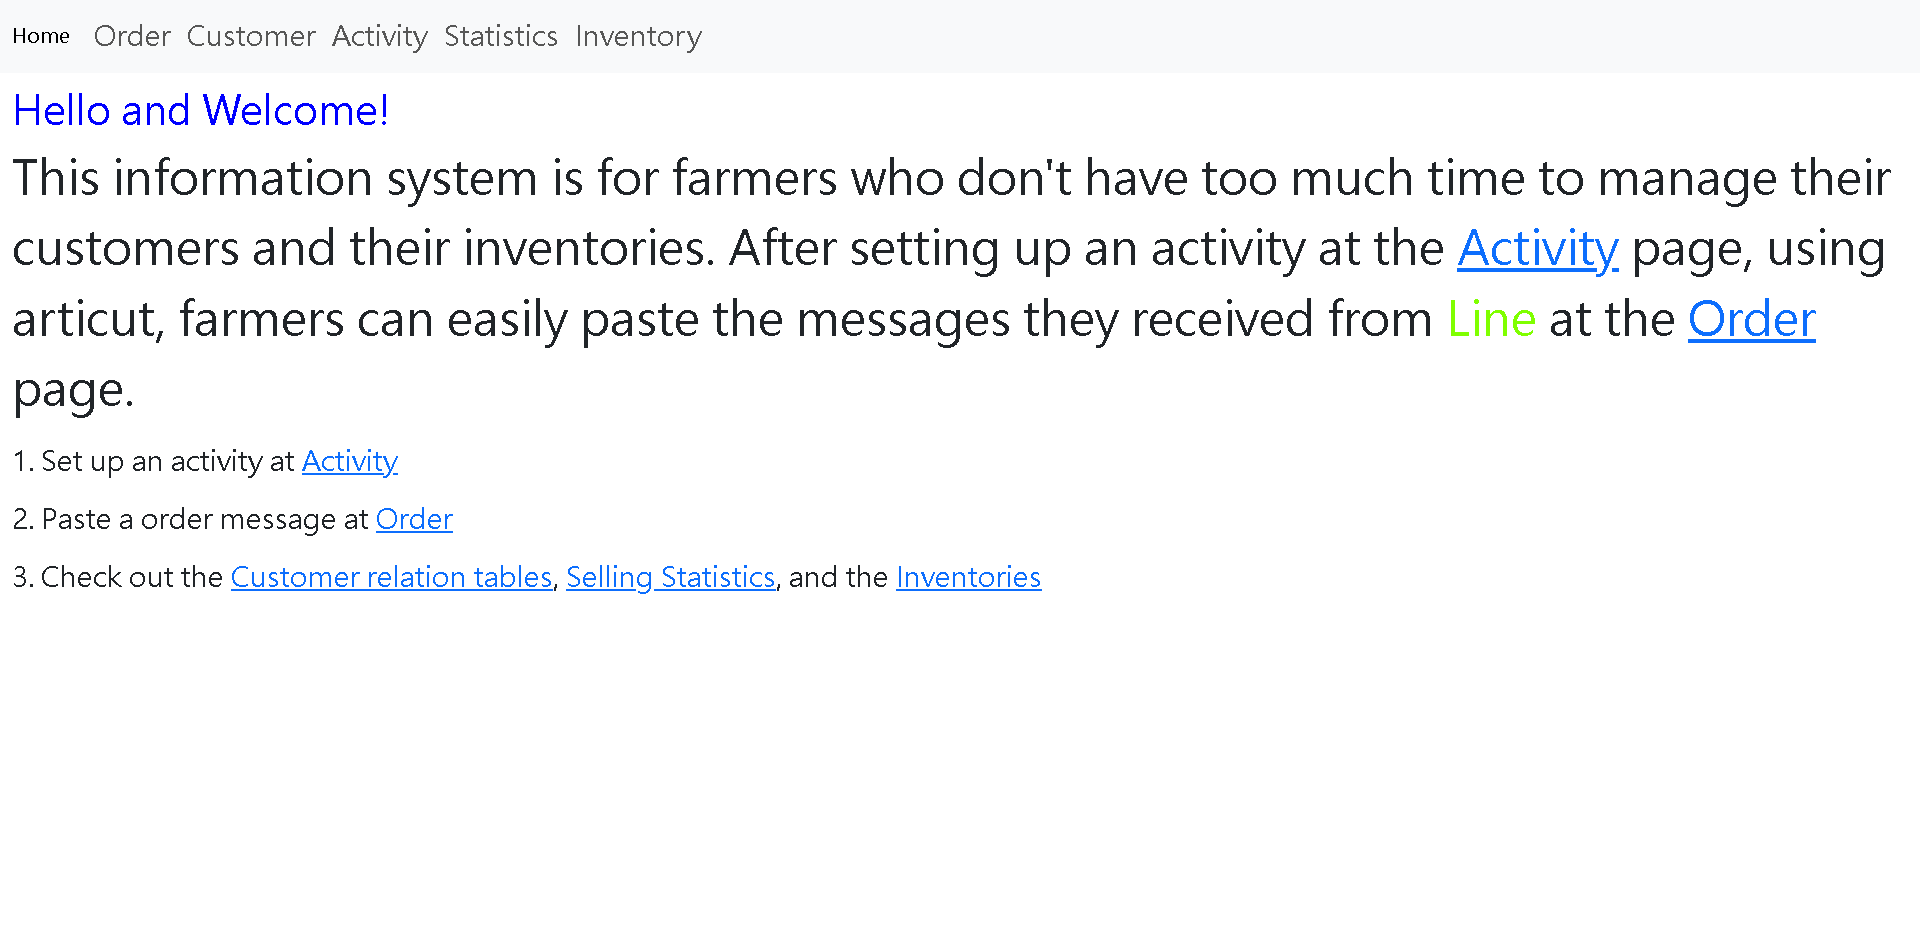 Home Order Customer Activity Statistics Inventory
Hello and Welcome!
This information system is for farmers who don't have too much time to manage their
customers and their inventories. After setting up an activity at the Activity page, using
articut, farmers can easily paste the messages they received from Line at the Order
page.
1. Set up an activity at Activity
2. Paste a order message at Order
3. Check out the Customer relation tables, Selling Statistics, and the Inventories